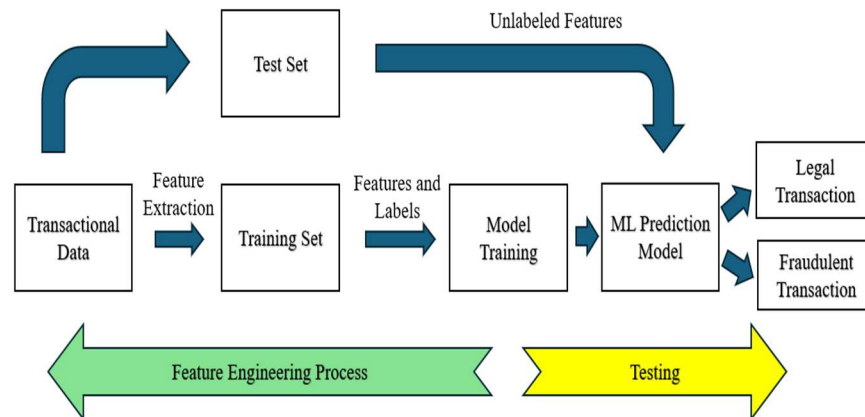 Unlabeled Features
Test Set
Transactional
Data
Feature
Extraction
Training Set
Features and
Labels
Model
Training
ML Prediction
Model
Legal
Transaction
Fraudulent
Transaction
Feature Engineering Process
Testing